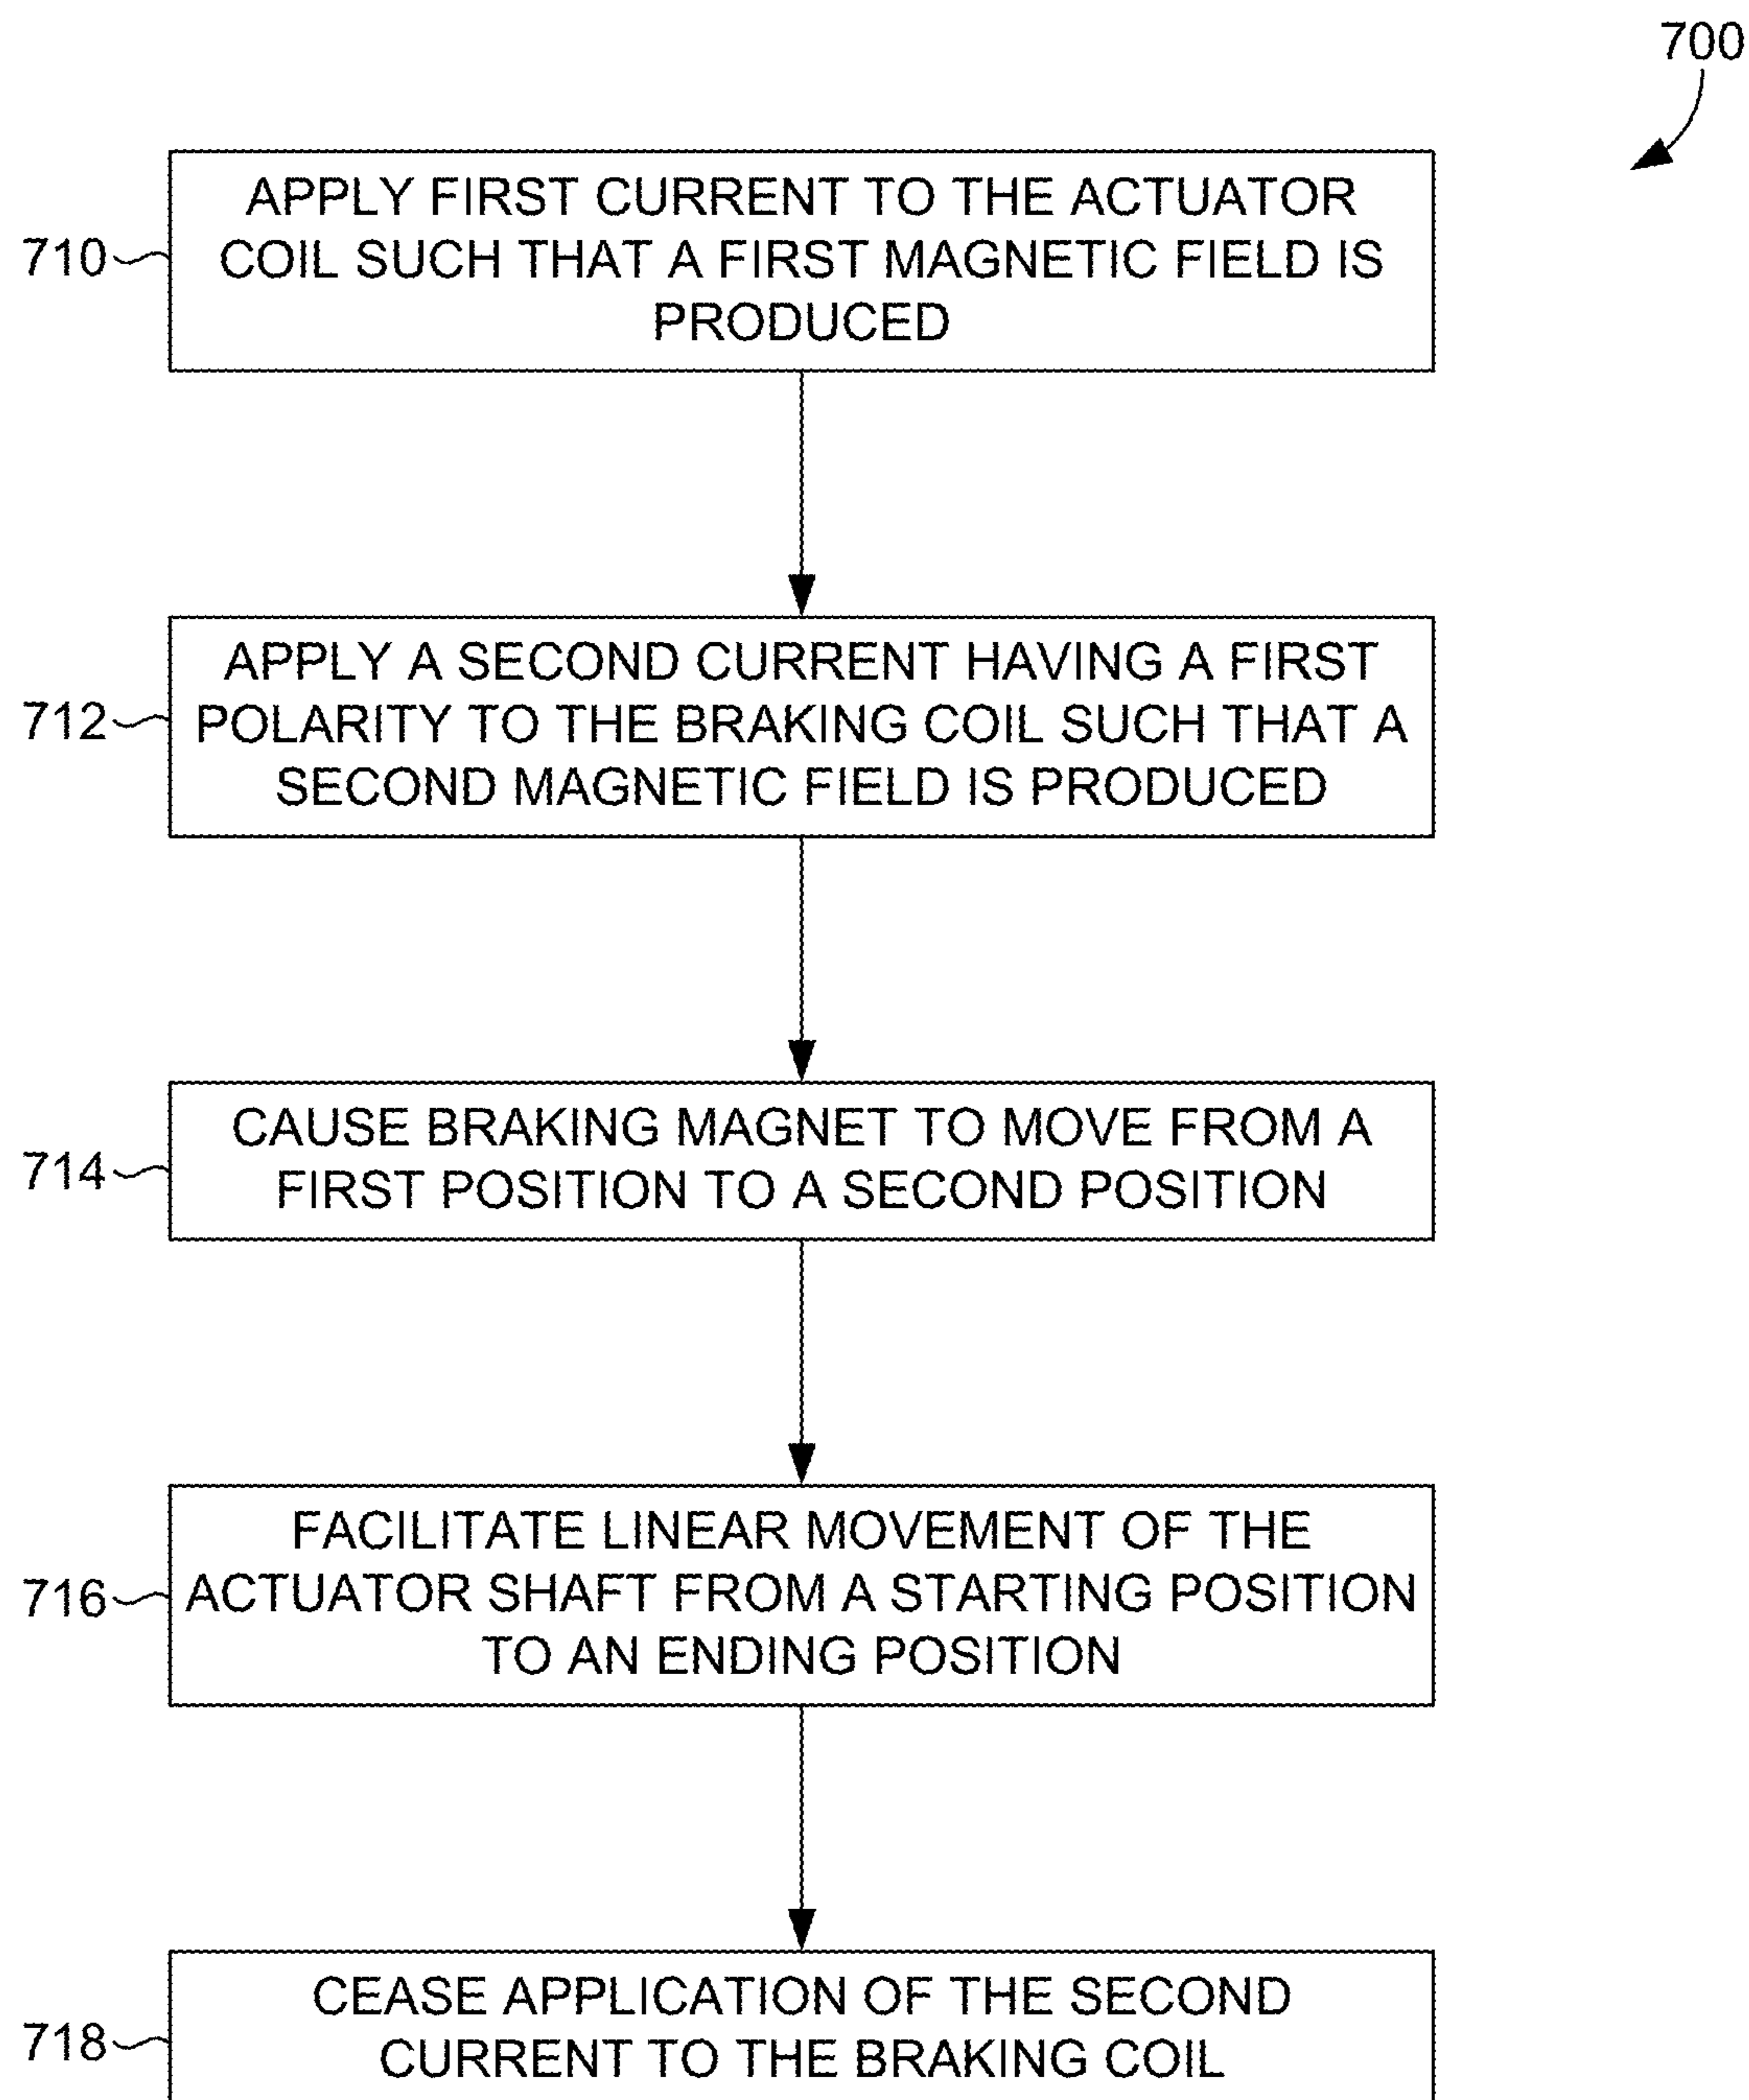 700
710
APPLY FIRST CURRENT TO THE ACTUATOR
COIL SUCH THAT A FIRST MAGNETIC FIELD IS
PRODUCED
712
APPLY A SECOND CURRENT HAVING A FIRST
POLARITY TO THE BRAKING COIL SUCH THAT A
SECOND MAGNETIC FIELD IS PRODUCED
714
CAUSE BRAKING MAGNET TO MOVE FROM A
FIRST POSITION TO A SECOND POSITION
716
FACILITATE LINEAR MOVEMENT OF THE
ACTUATOR SHAFT FROM A STARTING POSITION
TO AN ENDING POSITION
718
CEASE APPLICATION OF THE SECOND
CURRENT TO THE BRAKING COIL